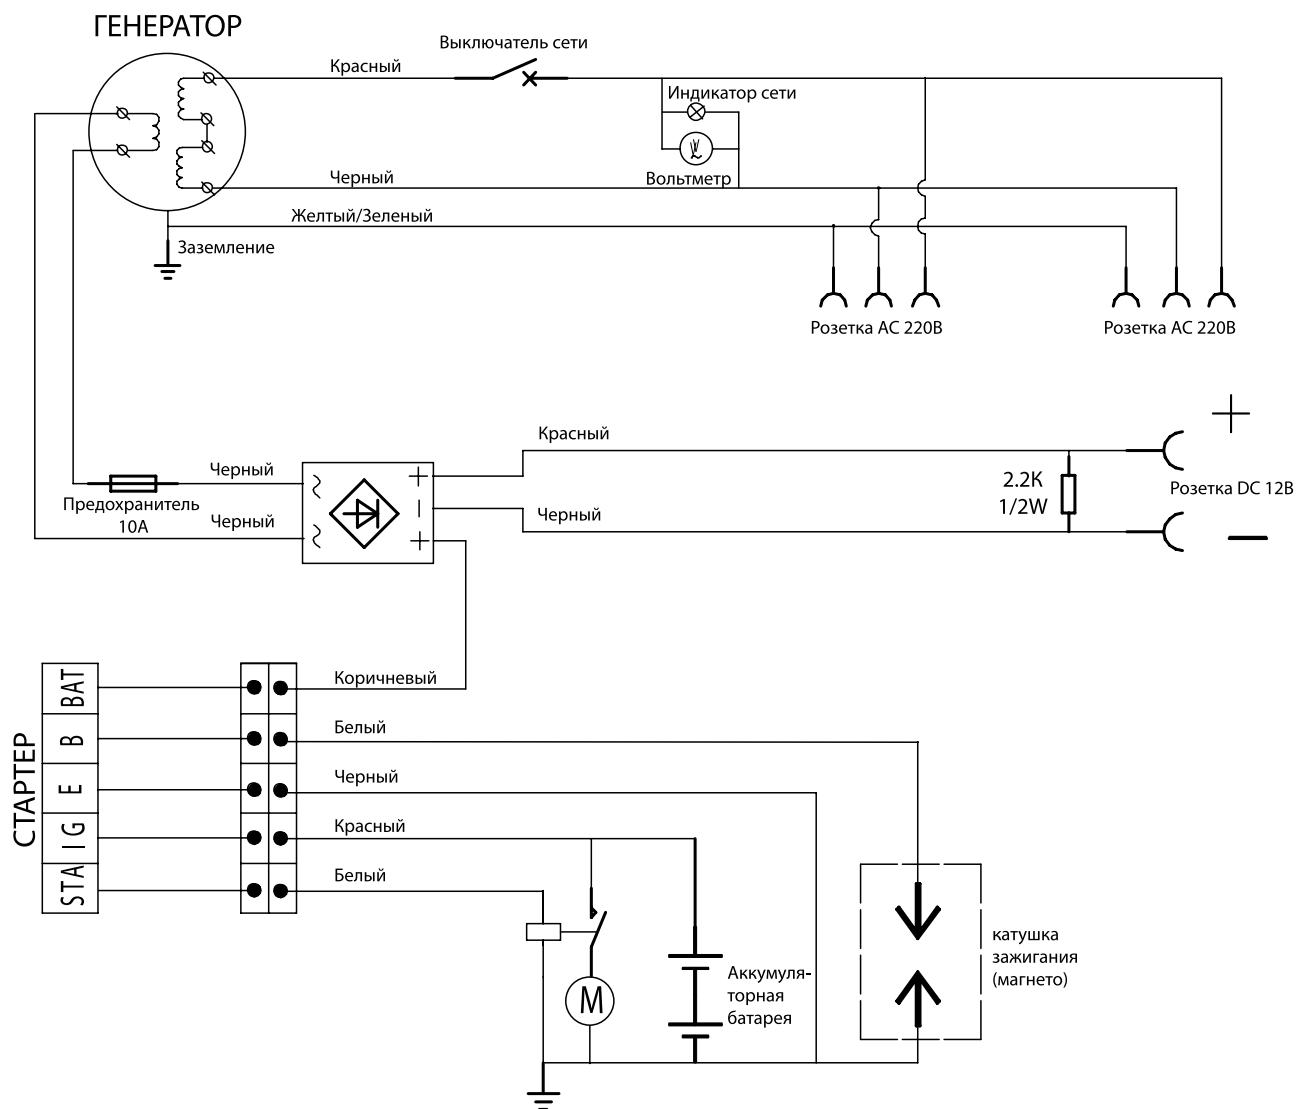 ГЕНЕРАТОР
Выключатель сети
Красный
Индикатор сети
Вольтметр
Черный
Желтый/Зеленый
Заземление
Розетка AC 220В
Розетка AC 220В
Красный
+
Черный
2.2K
1/2W
Розетка DC 12В
Предохранитель
10А
Черный
Черный
~
~
+
–
+
−
СТАРТЕР
BAT
B
E
IG
STA
Коричневый
Белый
Черный
Красный
Белый
M
Аккумуля-
торная
батарея
катушка
зажигания
(магнето)